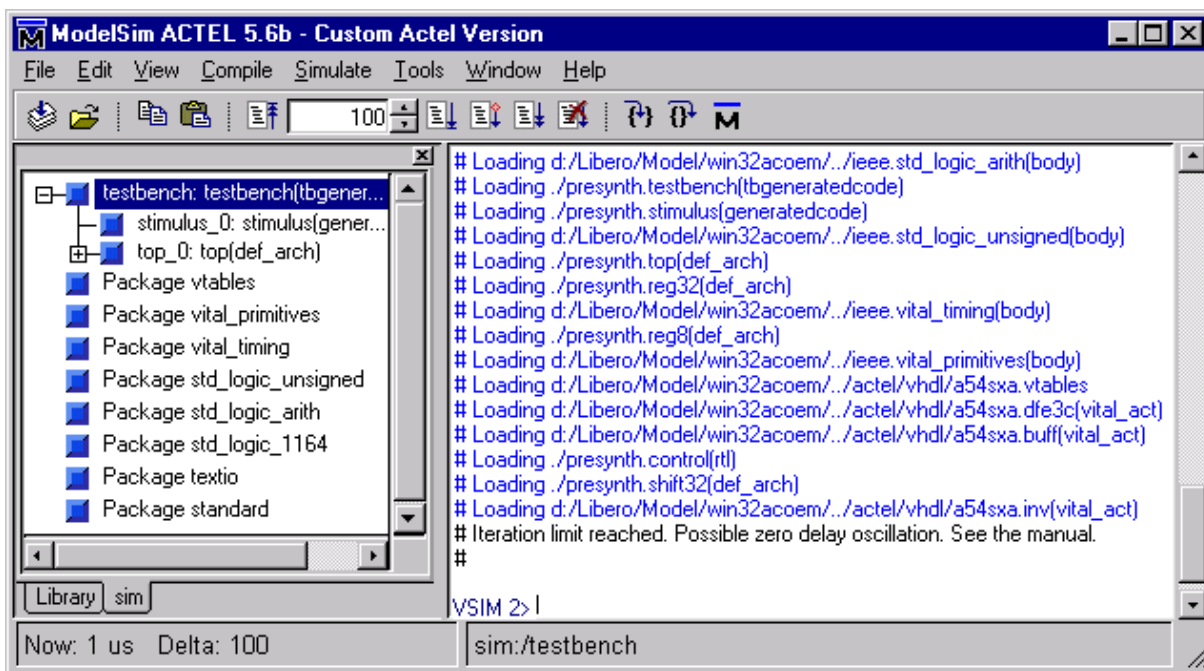 ModelSim ACTEL 5.6b - Custom Actel Version
File Edit View Compile Simulate Tools Window Help
100
testbench: testbench(tbgener...
stimulus_0: stimulus(gener...
top_0: top(def_arch)
Package vtables
Package vital_primitives
Package vital_timing
Package std_logic_unsigned
Package std_logic_arith
Package std_logic_1164
Package textio
Package standard
Library sim
# Loading d:/Libero/Model/win32acoem/../ieee.std_logic_arith(body)
# Loading ./presynth.testbench(tbgeneratedcode)
# Loading ./presynth.stimulus(generatedcode)
# Loading d:/Libero/Model/win32acoem/../ieee.std_logic_unsigned(body)
# Loading ./presynth.top(def_arch)
# Loading ./presynth.reg32(def_arch)
# Loading d:/Libero/Model/win32acoem/../ieee.vital_timing(body)
# Loading ./presynth.reg8(def_arch)
# Loading d:/Libero/Model/win32acoem/../ieee.vital_primitives(body)
# Loading d:/Libero/Model/win32acoem/../actel/vhdl/a54sxa.vtables
# Loading d:/Libero/Model/win32acoem/../actel/vhdl/a54sxa.dfe3c(vital_act)
# Loading d:/Libero/Model/win32acoem/../actel/vhdl/a54sxa.buff(vital_act)
# Loading ./presynth.control(rtl)
# Loading ./presynth.shift32(def_arch)
# Loading d:/Libero/Model/win32acoem/../actel/vhdl/a54sxa.inv(vital_act)
# Iteration limit reached. Possible zero delay oscillation. See the manual.
#
VSIM 2>
Now: 1 us Delta: 100
sim:/testbench